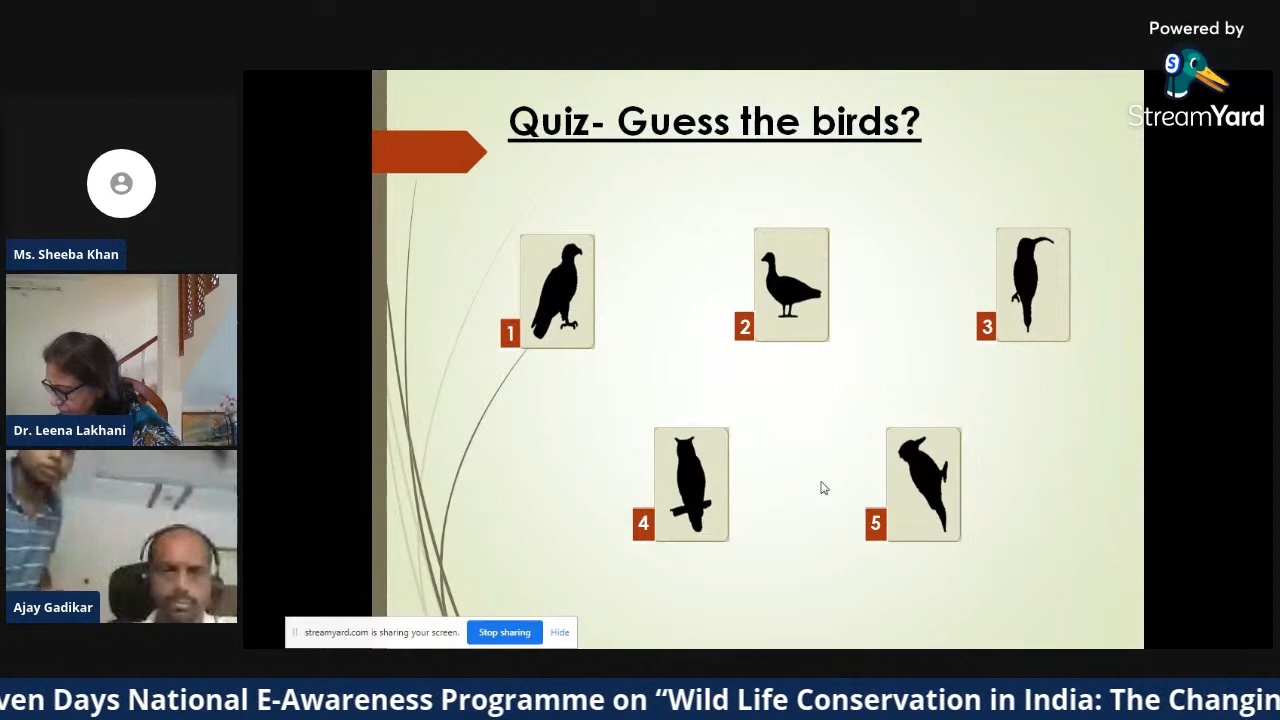 Powered by
S
StreamYard
Quiz- Guess the birds?
1
2
3
4
5
Ms. Sheeba Khan
Dr. Leena Lakhani
Ajay Gadikar
streamyard.com is sharing your screen. Stop sharing Hide
ven Days National E-Awareness Programme on “Wild Life Conservation in India: The Changin